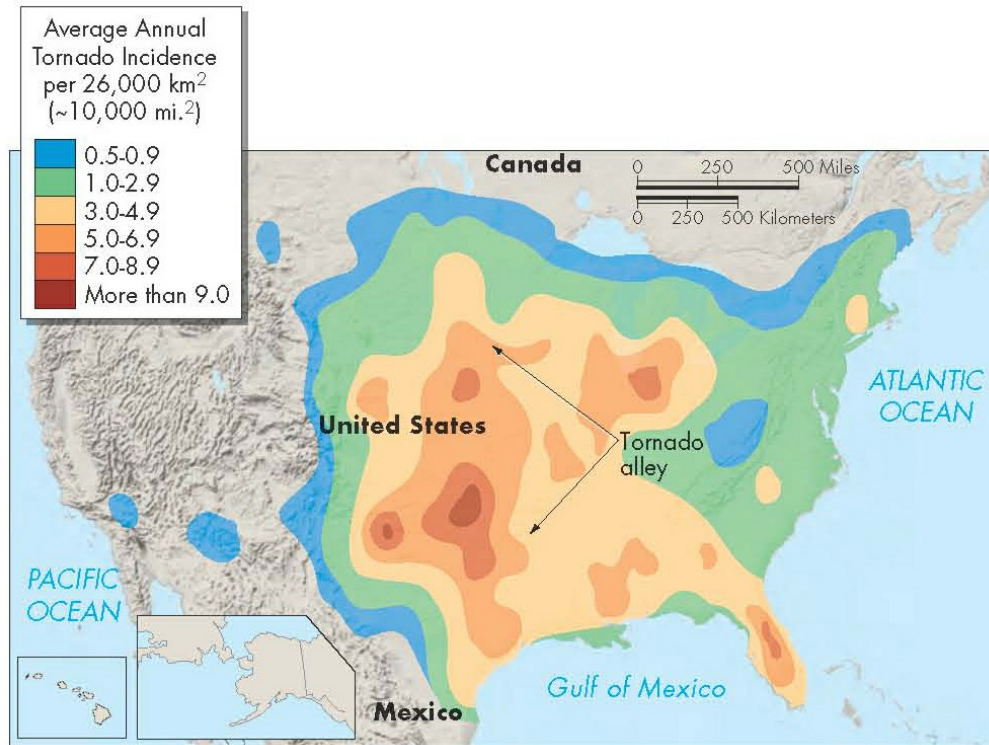 Average Annual
Tornado Incidence
per 26,000 km²
(~10,000 mi.²)
0.5-0.9
1.0-2.9
3.0-4.9
5.0-6.9
7.0-8.9
More than 9.0
Canada
0 250 500 Miles
0 250 500 Kilometers
ATLANTIC
OCEAN
United States
Tornado
alley
PACIFIC
OCEAN
Gulf of Mexico
Mexico